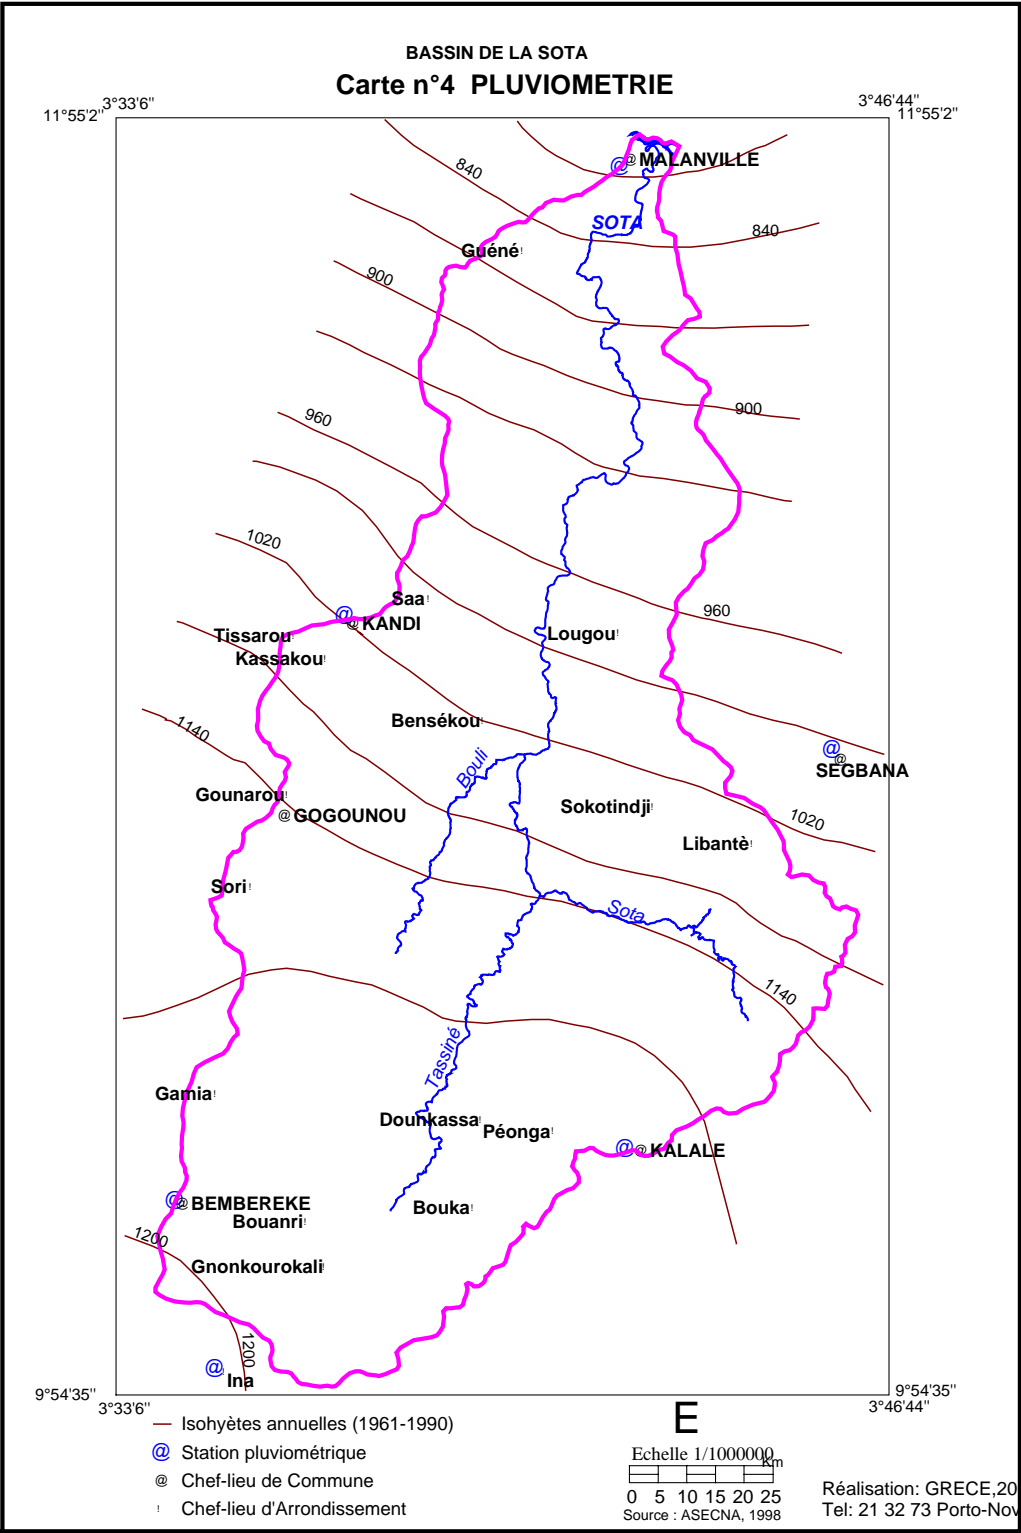 BASSIN DE LA SOTA
Carte n°4 PLUVIOMETRIE
3°33'6"
3°46'44"
11°55'2"
11°55'2"
MALANVILLE
840
SOTA
840
Guéné
900
900
960
1020
Saa
960
KANDI
Tissarou
Lougou
Kassakou
Bensékou
1140
Bouli
SEGBANA
Gounarou
Sokotindji
GOGOUNOU
1020
Libantè
Sori
Sota
1140
Tassiné
Gamia
Dounkassa
Péonga
KALALE
BEMBEREKE
Bouka
Bouanri
1200
Gnonkourokali
1200
Ina
9°54'35"
9°54'35"
3°33'6"
3°46'44"
E
Isohyètes annuelles (1961-1990)
Station pluviométrique
Chef-lieu de Commune
Chef-lieu d'Arrondissement
Echelle 1/1000000
Km
0 5 10 15 20 25
Source : ASECNA, 1998
Réalisation: GRECE,20
Tel: 21 32 73 Porto-Nov